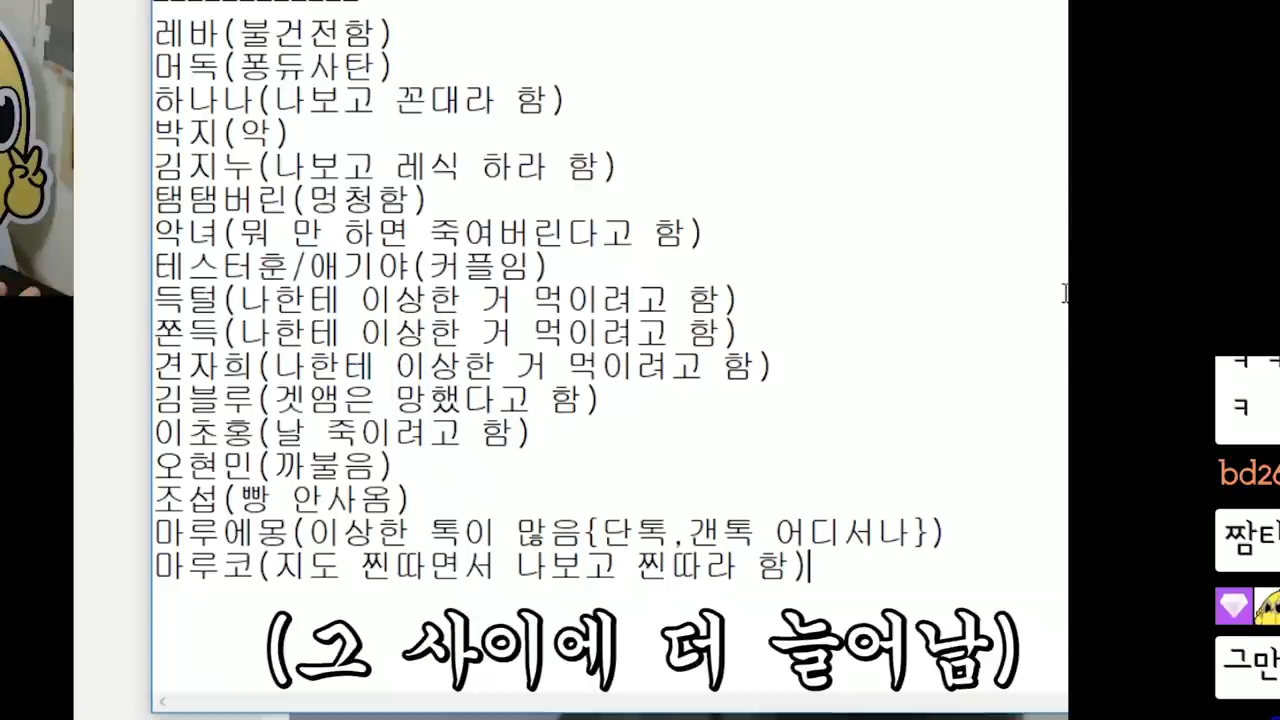 레바(불건전함)
머독(퐁듀사탄)
하나나(나보고 꼰대라 함)
박지(악)
김지누(나보고 레식 하라 함)
탬탬버린(멍청함)
악녀(뭐 만 하면 죽여버린다고 함)
테스터훈/애기야(커플임)
득털(나한테 이상한 거 먹이려고 함)
쫀득(나한테 이상한 거 먹이려고 함)
견자희(나한테 이상한 거 먹이려고 함)
김블루(겟앰은 망했다고 함)
이초홍(날 죽이려고 함)
오현민(까불음)
조섭(빵 안사옴)
마루에몽(이상한 톡이 많음{단톡,갠톡 어디서나})
마루코(지도 찐따면서 나보고 찐따라 함)
(그 사이에 더 늘어남)
ㅋ
bd26
짬타
그만